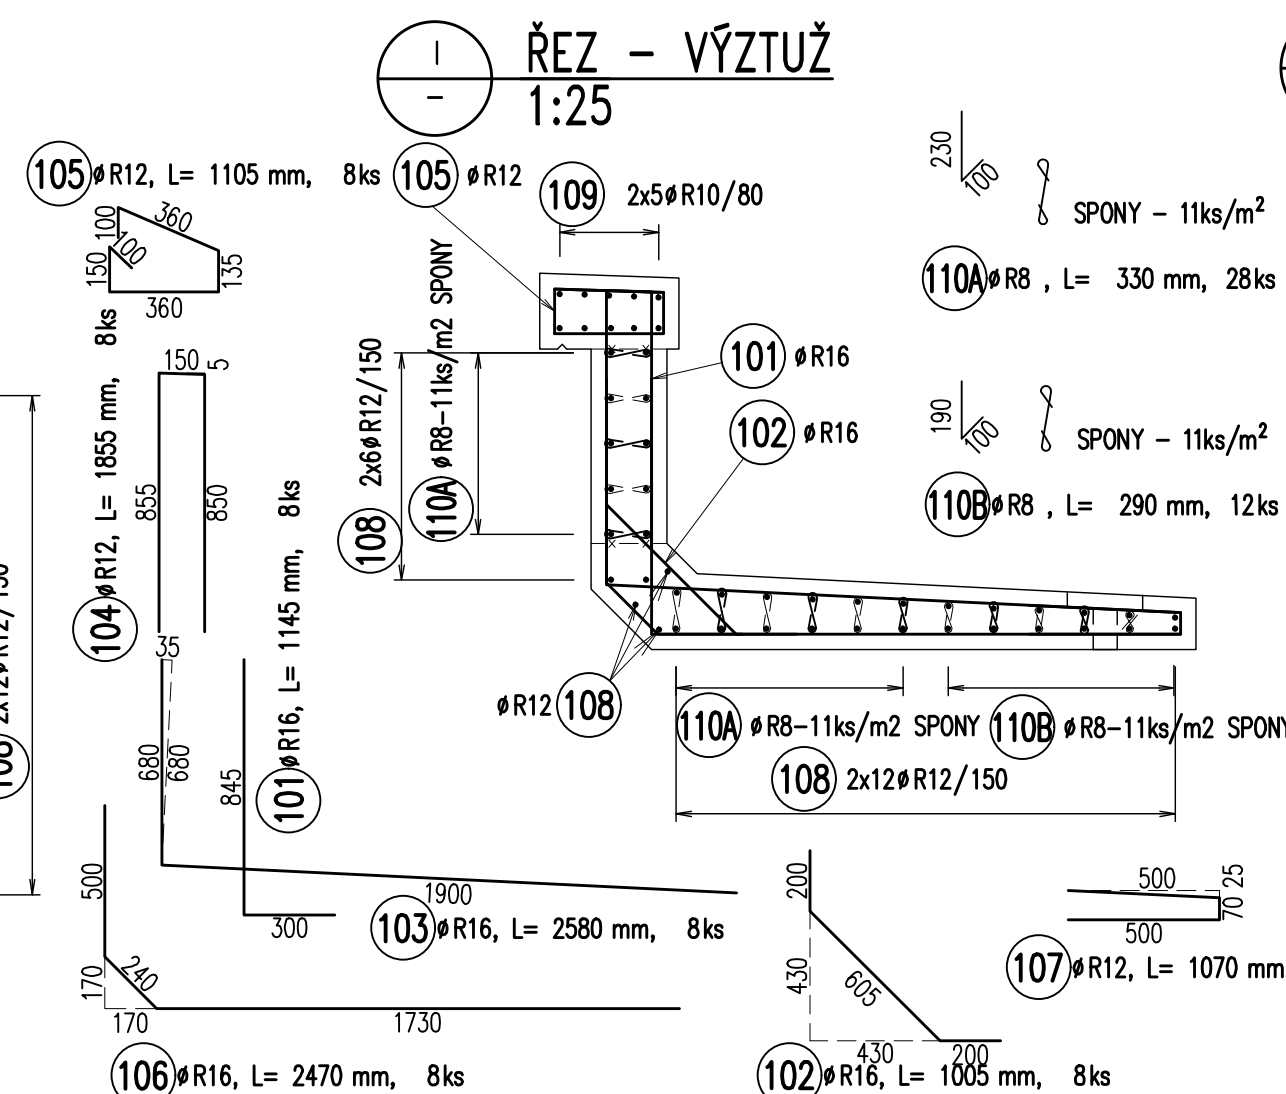 ŘEZ – VÝZTUŽ
I
–
1:25
105 øR12, L= 1105 mm, 8ks
105 øR12
109 2x5øR10/80
100
360
100
150
135
360
230
100
SPONY – 11ks/m²
110A øR8 , L= 330 mm, 28ks
190
100
SPONY – 11ks/m²
110B øR8 , L= 290 mm, 12ks
104 øR12, L= 1855 mm, 8ks
150
5
855
850
108 2x6øR12/150
110A øR8–11ks/m2 SPONY
101 øR16
102 øR16
101 øR16, L= 1145 mm, 8ks
35
680
680
845
300
øR12 108
110A øR8–11ks/m2 SPONY
110B øR8–11ks/m2 SPONY
108 2x12øR12/150
1900
103 øR16, L= 2580 mm, 8ks
500
170
240
170
1730
106 øR16, L= 2470 mm, 8ks
200
430
605
430
200
102 øR16, L= 1005 mm, 8ks
500
25
70
500
107 øR12, L= 1070 mm